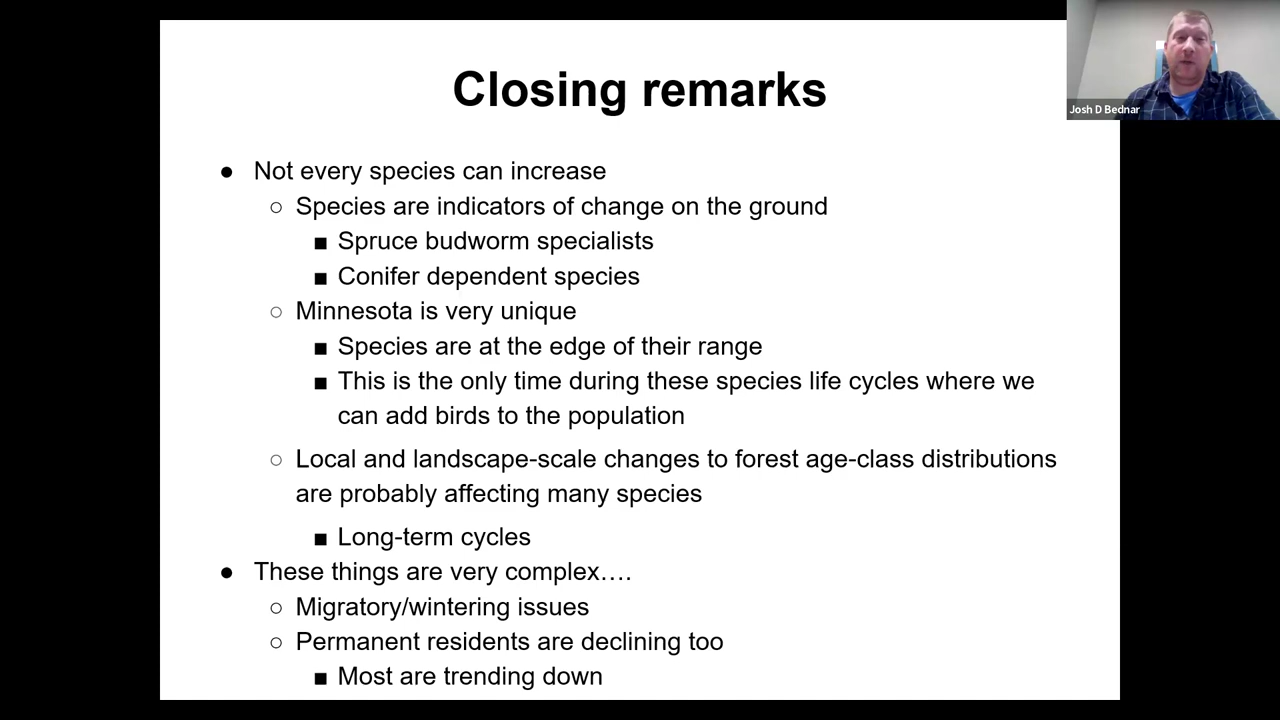 Closing remarks
Josh D Bednar
● Not every species can increase
○ Species are indicators of change on the ground
■ Spruce budworm specialists
■ Conifer dependent species
○ Minnesota is very unique
■ Species are at the edge of their range
■ This is the only time during these species life cycles where we
can add birds to the population
○ Local and landscape-scale changes to forest age-class distributions
are probably affecting many species
■ Long-term cycles
● These things are very complex….
○ Migratory/wintering issues
○ Permanent residents are declining too
■ Most are trending down